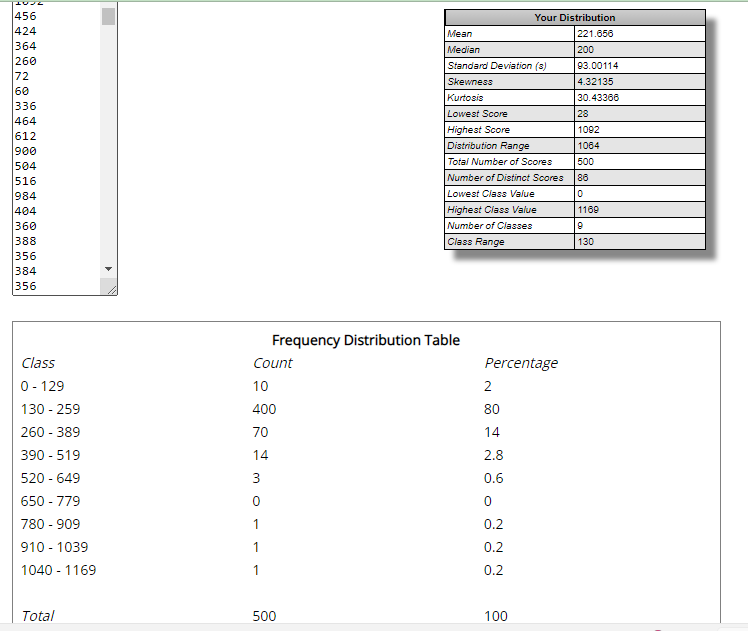 1092
456
424
364
260
72
60
336
464
612
900
504
516
984
404
360
388
356
384
356
Your Distribution
Mean 221.656
Median 200
Standard Deviation (s) 93.00114
Skewness 4.32135
Kurtosis 30.43366
Lowest Score 28
Highest Score 1092
Distribution Range 1064
Total Number of Scores 500
Number of Distinct Scores 86
Lowest Class Value 0
Highest Class Value 1169
Number of Classes 9
Class Range 130
Frequency Distribution Table
Class Count Percentage
0 - 129 10 2
130 - 259 400 80
260 - 389 70 14
390 - 519 14 2.8
520 - 649 3 0.6
650 - 779 0 0
780 - 909 1 0.2
910 - 1039 1 0.2
1040 - 1169 1 0.2
Total 500 100